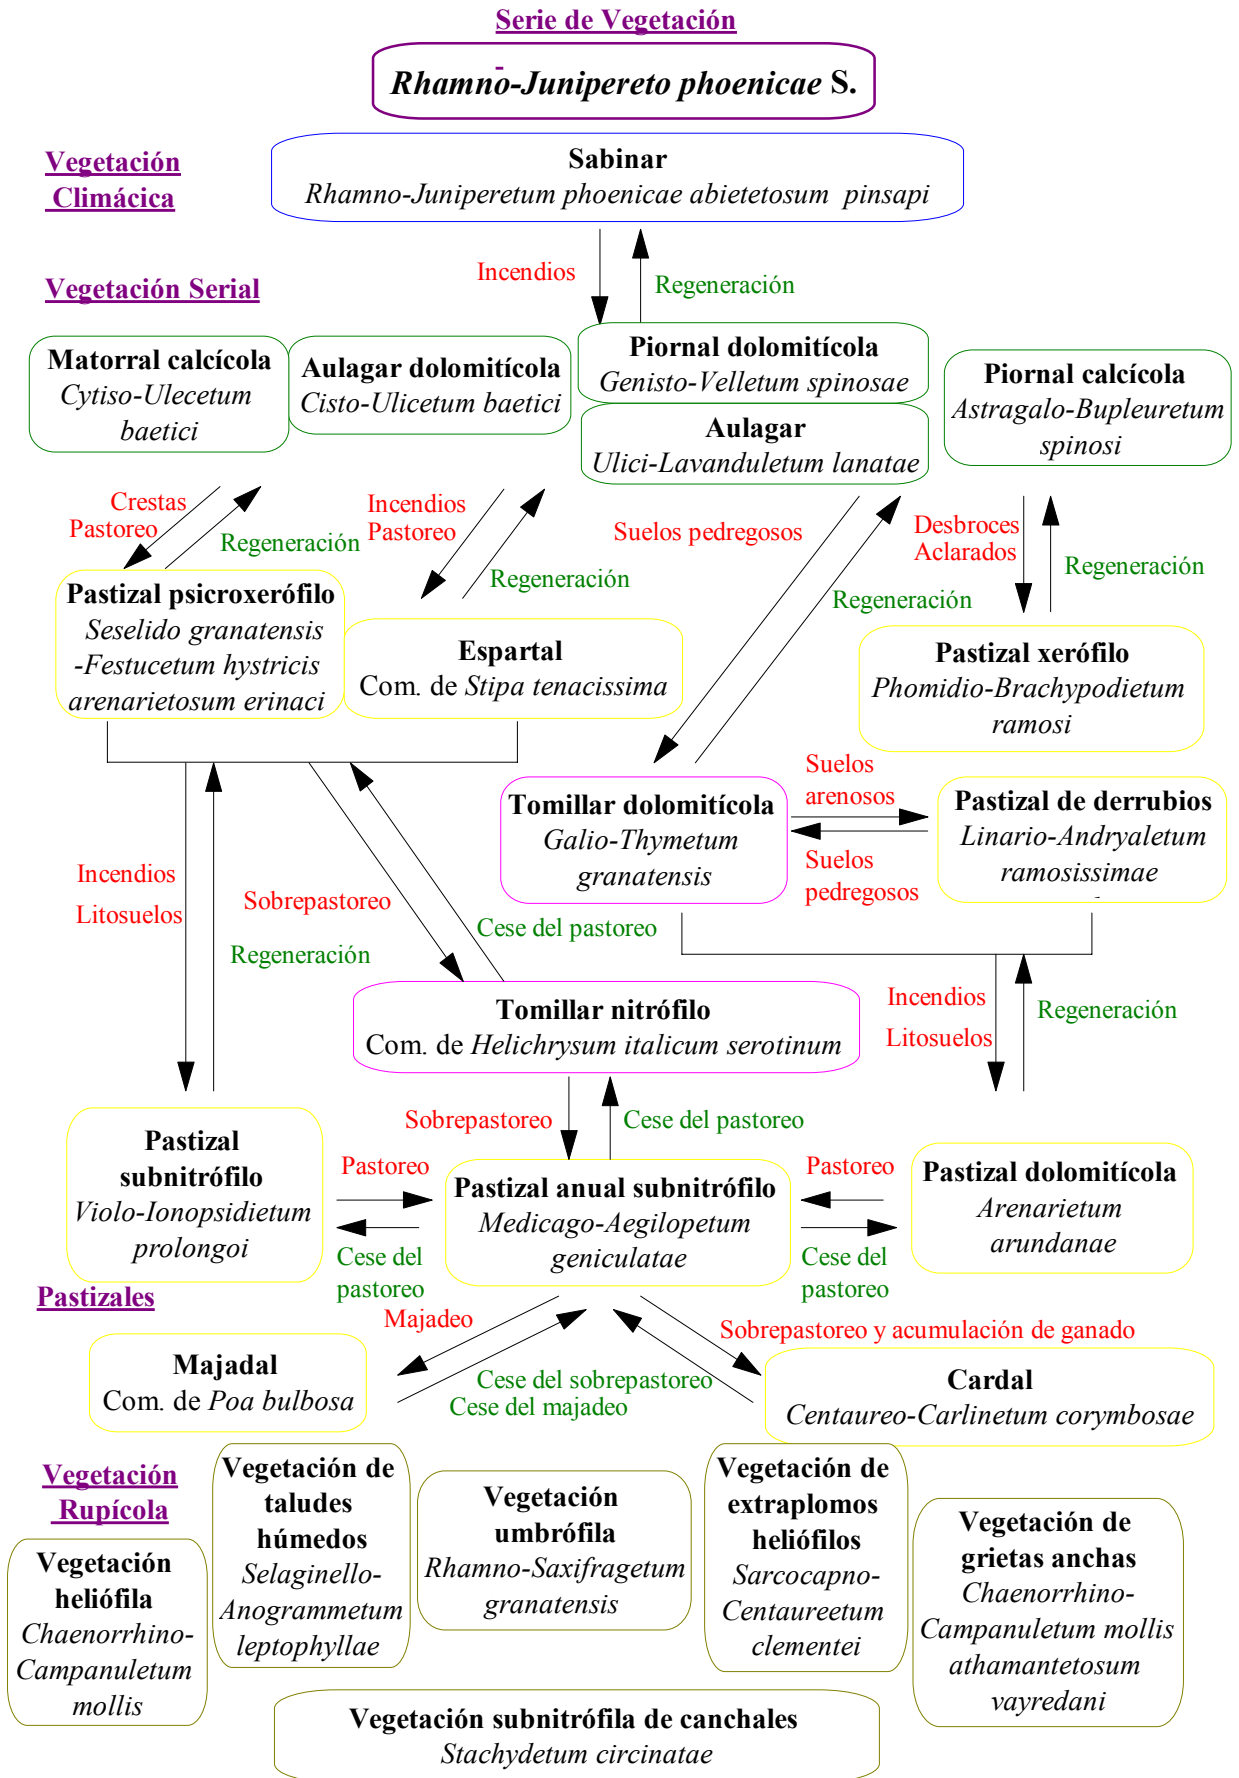 Serie de Vegetación
Rhamno-Junipereto phoenicae S.
Vegetación
Climácica
Sabinar
Rhamno-Juniperetum phoenicae abietetosum pinsapi
Incendios
Regeneración
Vegetación Serial
Matorral calcícola
Cytiso-Ulecetum
baetici
Aulagar dolomitícola
Cisto-Ulicetum baetici
Piornal dolomitícola
Genisto-Velletum spinosae
Aulagar
Ulici-Lavanduletum lanatae
Piornal calcícola
Astragalo-Bupleuretum
spinosi
Crestas
Pastoreo
Regeneración
Incendios
Pastoreo
Regeneración
Suelos pedregosos
Regeneración
Desbroces
Aclarados
Regeneración
Pastizal psicroxerófilo
Seselido granatensis
-Festucetum hystricis
arenarietosum erinaci
Espartal
Com. de Stipa tenacissima
Pastizal xerófilo
Phomidio-Brachypodietum
ramosi
Tomillar dolomitícola
Galio-Thymetum
granatensis
Suelos
arenosos
Suelos
pedregosos
Pastizal de derrubios
Linario-Andryaletum
ramosissimae
Incendios
Litosuelos
Regeneración
Sobrepastoreo
Cese del pastoreo
Incendios
Litosuelos
Regeneración
Tomillar nitrófilo
Com. de Helichrysum italicum serotinum
Sobrepastoreo
Cese del pastoreo
Pastizal
subnitrófilo
Violo-Ionopsidietum
prolongoi
Pastoreo
Cese del
pastoreo
Pastizal anual subnitrófilo
Medicago-Aegilopetum
geniculatae
Pastoreo
Cese del
pastoreo
Pastizal dolomitícola
Arenarietum
arundanae
Pastizales
Majadeo
Sobrepastoreo y acumulación de ganado
Majadal
Com. de Poa bulbosa
Cese del sobrepastoreo
Cese del majadeo
Cardal
Centaureo-Carlinetum corymbosae
Vegetación
Rupícola
Vegetación
heliófila
Chaenorrhino-
Campanuletum
mollis
Vegetación de
taludes
húmedos
Selaginello-
Anogrammetum
leptophyllae
Vegetación
umbrófila
Rhamno-Saxifragetum
granatensis
Vegetación de
extraplomos
heliófilos
Sarcocapno-
Centaureetum
clementei
Vegetación de
grietas anchas
Chaenorrhino-
Campanuletum mollis
athamantetosum
vayredani
Vegetación subnitrófila de canchales
Stachydetum circinatae